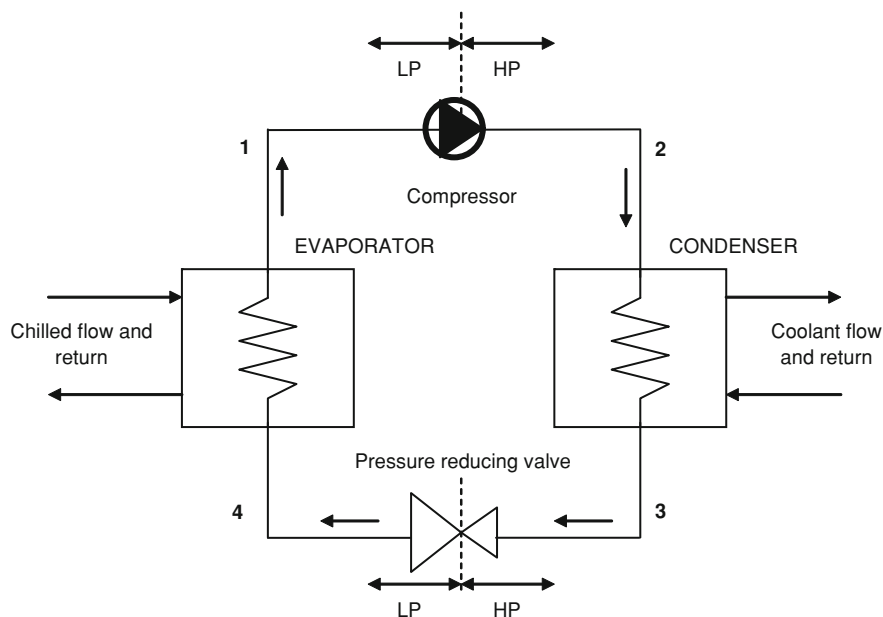 LP HP
1
2
Compressor
EVAPORATOR
CONDENSER
Chilled flow and
return
Coolant flow
and return
Pressure reducing valve
4
3
LP HP